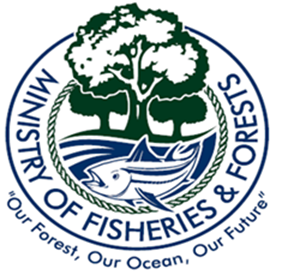 MINISTRY OF FISHERIES & FORESTS
"Our Forest, Our Ocean, Our Future"